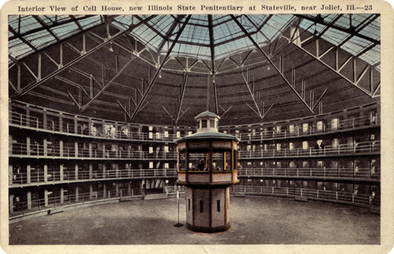 Interior View of Cell House, new Illinois State Penitentiary at Stateville, near Joliet, Ill.—23